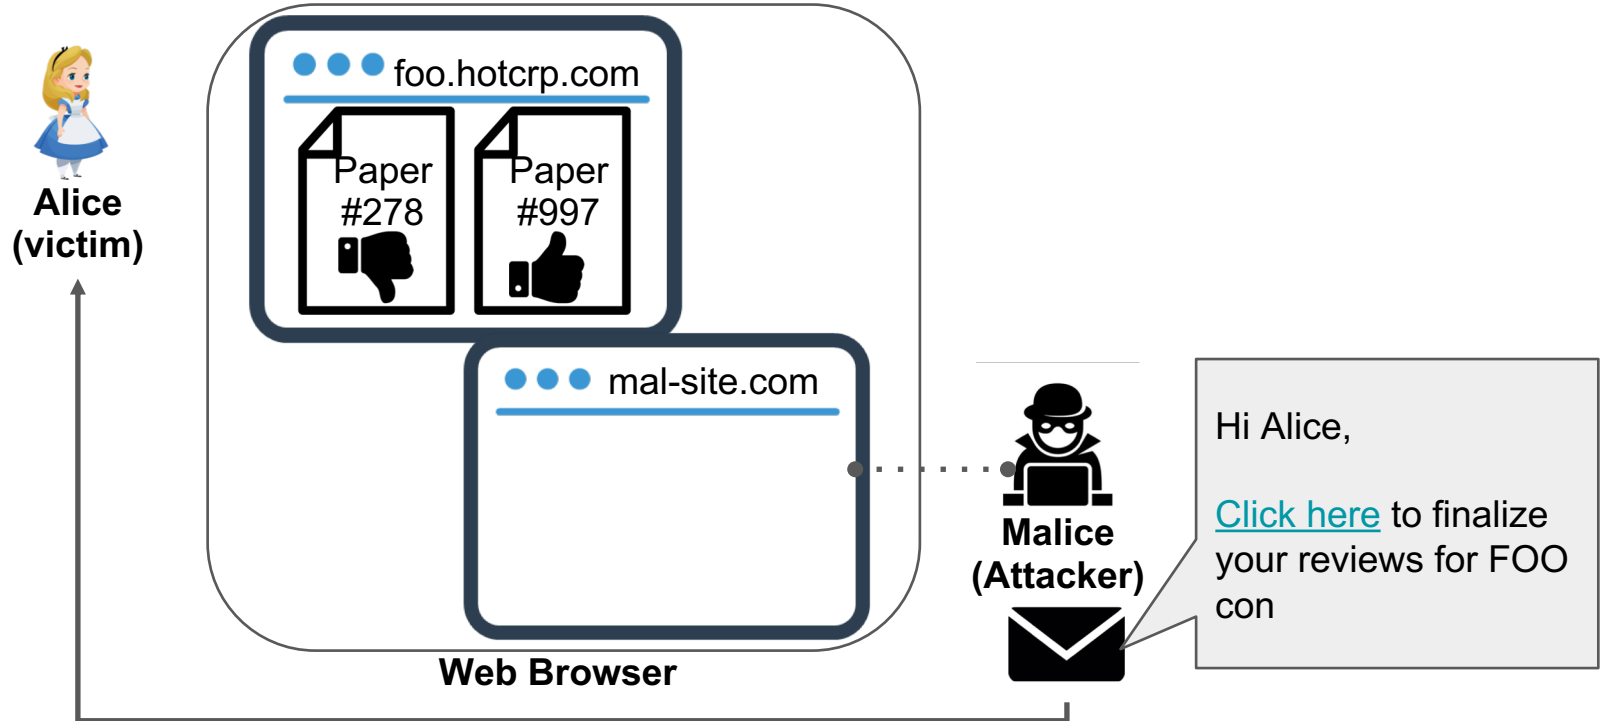 foo.hotcrp.com
Paper
#278
Paper
#997
Alice
(victim)
mal-site.com
Web Browser
Malice
(Attacker)
Hi Alice,
Click here to finalize
your reviews for FOO
con